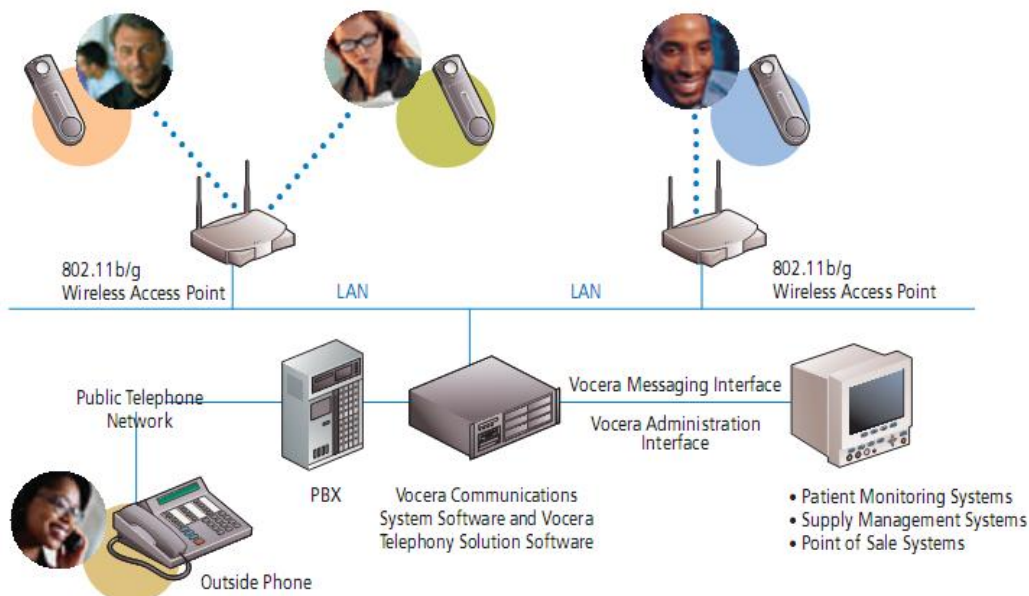 802.11b/g
Wireless Access Point
LAN
LAN
802.11b/g
Wireless Access Point
Public Telephone
Network
Vocera Messaging Interface
Vocera Administration
Interface
PBX
Vocera Communications
System Software and Vocera
Telephony Solution Software
• Patient Monitoring Systems
• Supply Management Systems
• Point of Sale Systems
Outside Phone